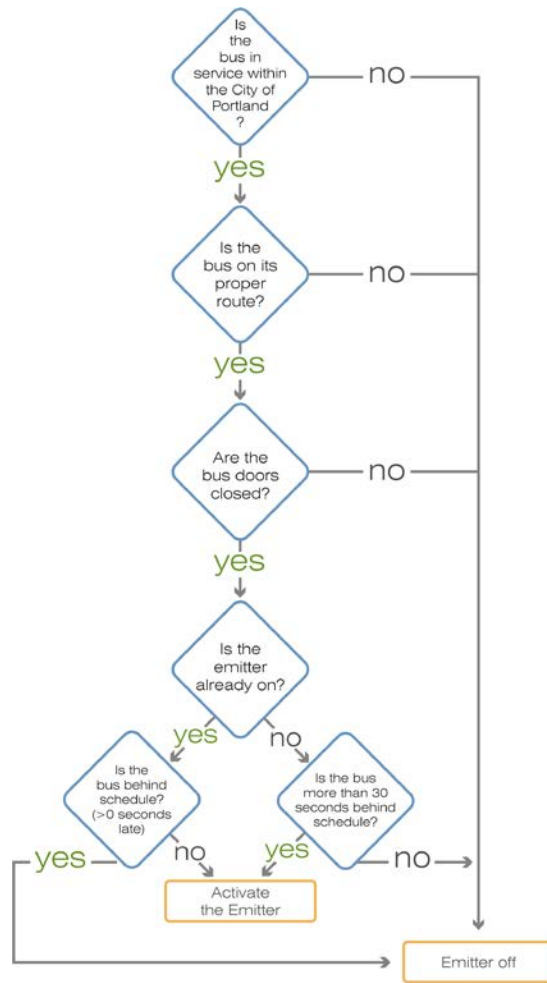 Is
the
bus in
service within
the City of
Portland
?
no
yes
Is the
bus on its
proper
route?
no
yes
Are the
bus doors
closed?
no
yes
Is the
emitter
already on?
yes
no
Is the
bus behind
schedule?
(>0 seconds
late)
Is the bus
more than 30
seconds behind
schedule?
yes
no
yes
no
Activate
the Emitter
Emitter off